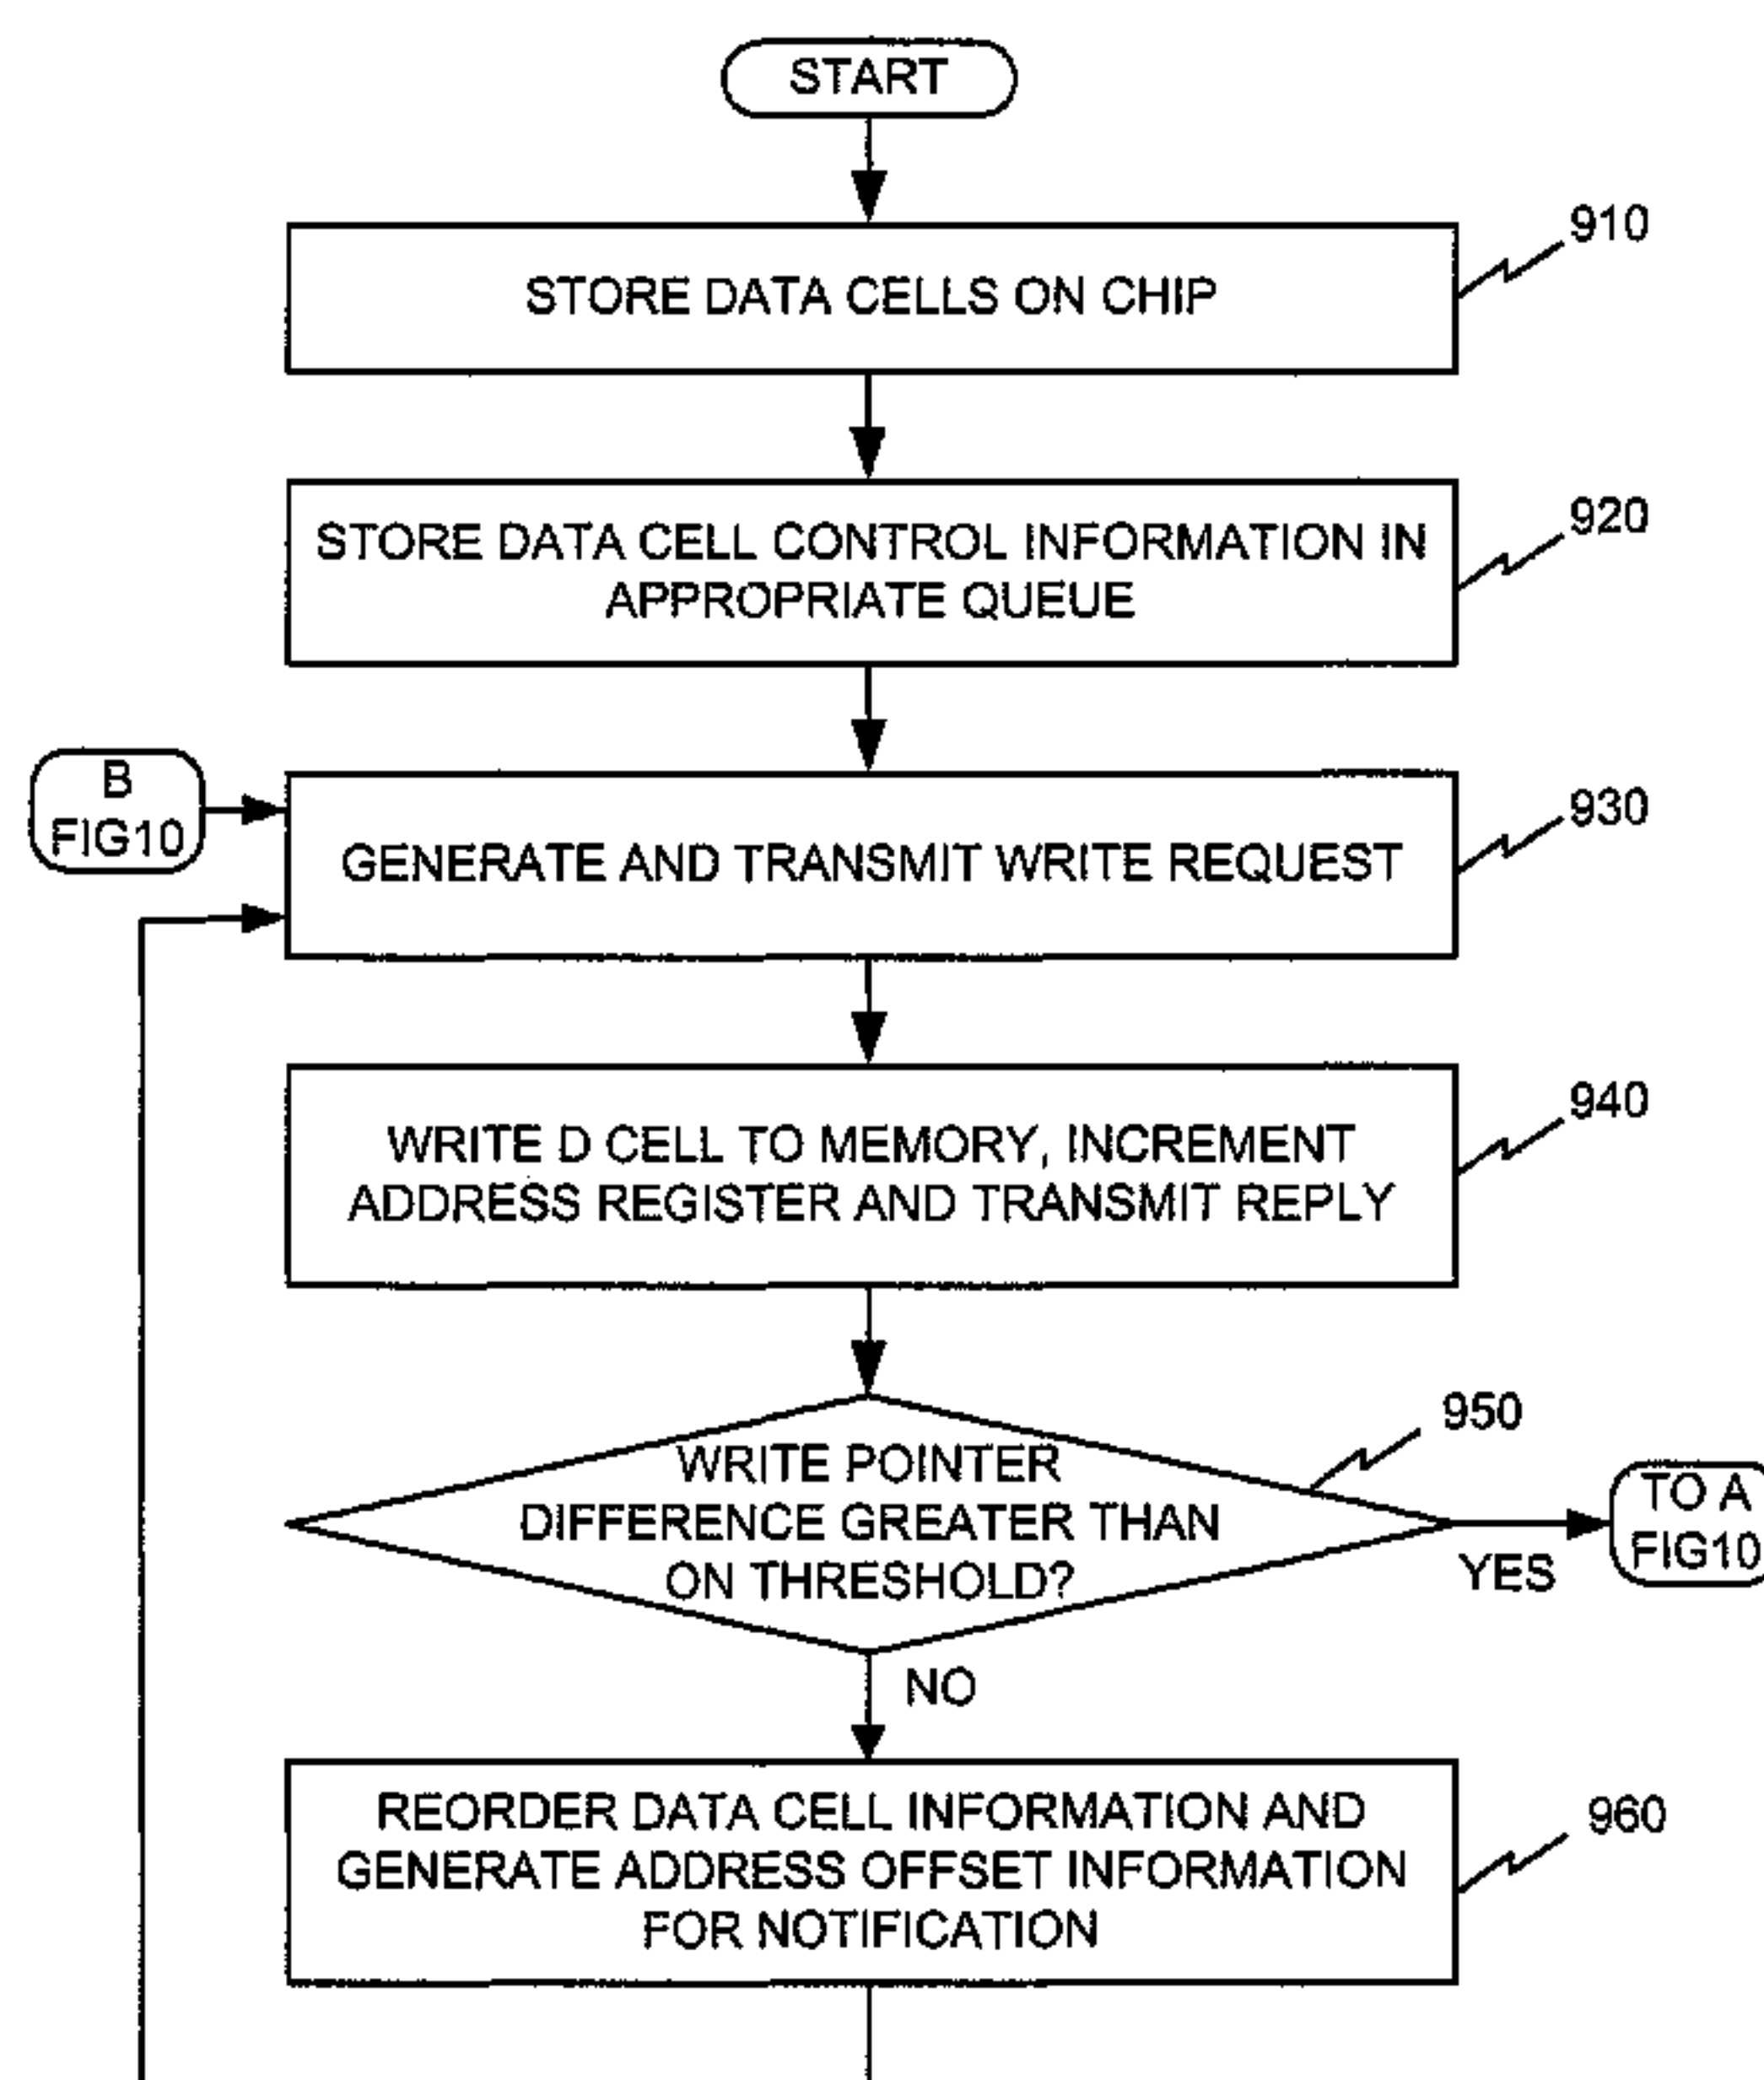 START
910
STORE DATA CELLS ON CHIP
920
STORE DATA CELL CONTROL INFORMATION IN
APPROPRIATE QUEUE
B
FIG10
930
GENERATE AND TRANSMIT WRITE REQUEST
940
WRITE D CELL TO MEMORY, INCREMENT
ADDRESS REGISTER AND TRANSMIT REPLY
950
WRITE POINTER
DIFFERENCE GREATER THAN
ON THRESHOLD?
TO A
FIG10
YES
NO
960
REORDER DATA CELL INFORMATION AND
GENERATE ADDRESS OFFSET INFORMATION
FOR NOTIFICATION